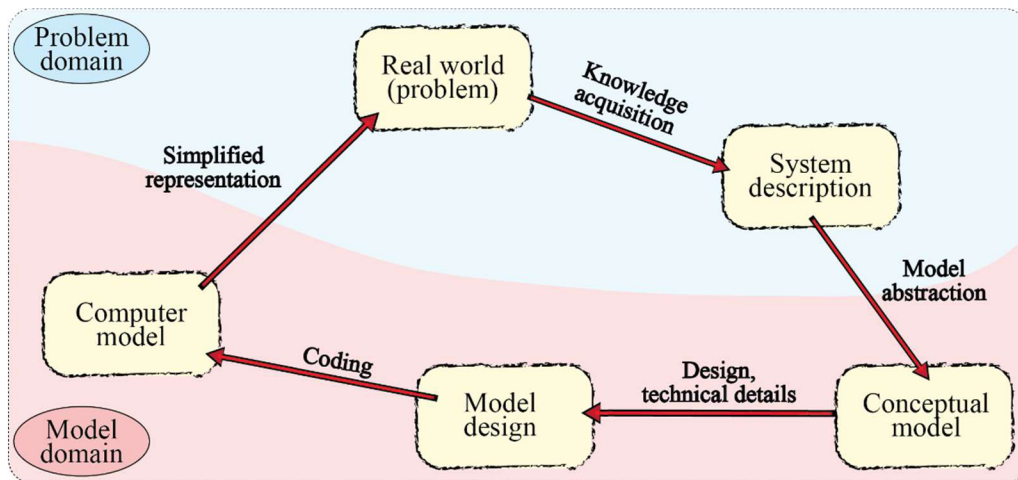 Problem
domain
Real world
(problem)
Knowledge
acquisition
System
description
Simplified
representation
Model
abstraction
Computer
model
Coding
Design,
technical details
Model
design
Conceptual
model
Model
domain